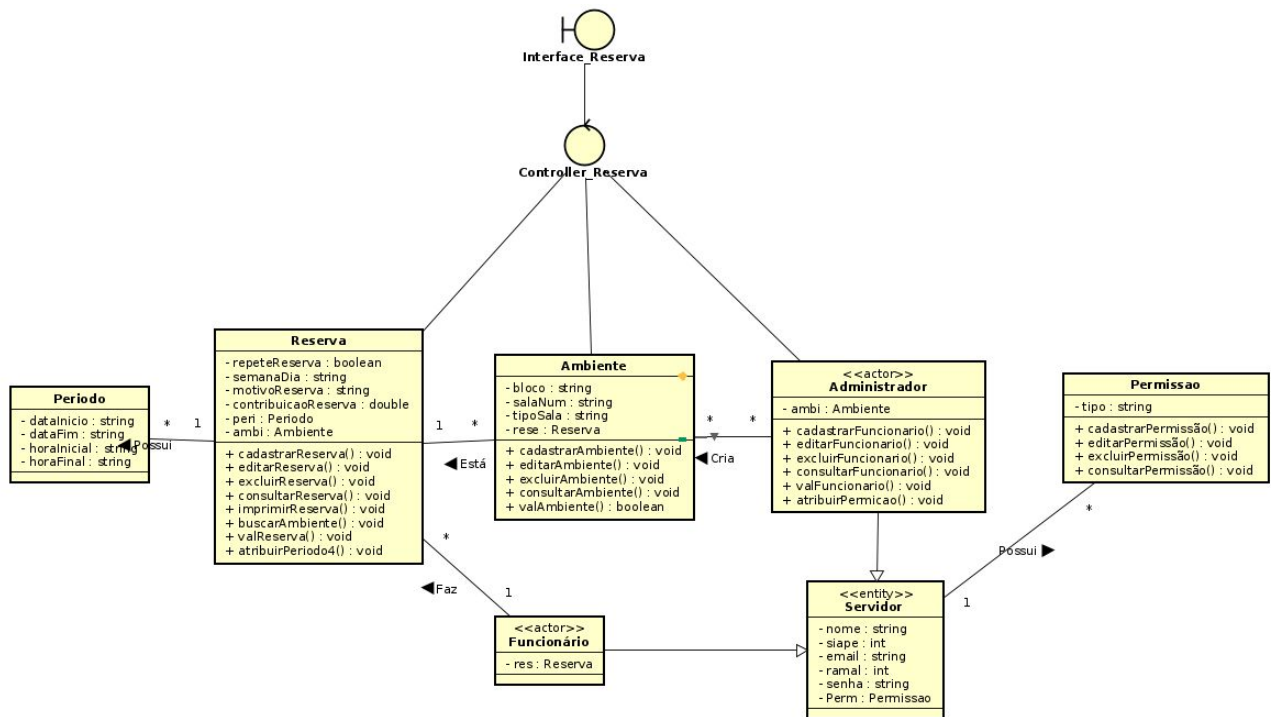 Interface_Reserva
Controller_Reserva
Reserva
- repeteReserva : boolean
- semanaDia : string
- motivoReserva : string
- contribuicaoReserva : double
- peri : Periodo
- ambi : Ambiente
+ cadastrarReserva() : void
+ editarReserva() : void
+ excluirReserva() : void
+ consultarReserva() : void
+ imprimirReserva() : void
+ buscarAmbiente() : void
+ valReserva() : void
+ atribuirPeriodo4() : void
Ambiente
- bloco : string
- salaNum : string
- tipoSala : string
- rese : Reserva
+ cadastrarAmbiente() : void
+ editarAmbiente() : void
+ excluirAmbiente() : void
+ consultarAmbiente() : void
+ valAmbiente() : boolean
<<actor>>
Administrador
- ambi : Ambiente
+ cadastrarFuncionario() : void
+ editarFuncionario() : void
+ excluirFuncionario() : void
+ consultarFuncionario() : void
+ valFuncionario() : void
+ atribuirPermicao() : void
Permissao
- tipo : string
+ cadastrarPermissão() : void
+ editarPermissão() : void
+ excluirPermissão() : void
+ consultarPermissão() : void
Periodo
- dataInicio : string
- dataFim : string
- horaInicial : string
- horaFinal : string
* 1
Possui
1 *
Está
* *
Cria
*
Faz
1
*
Possui
1
<<actor>>
Funcionário
- res : Reserva
<<entity>>
Servidor
- nome : string
- siape : int
- email : string
- ramal : int
- senha : string
- Perm : Permissao